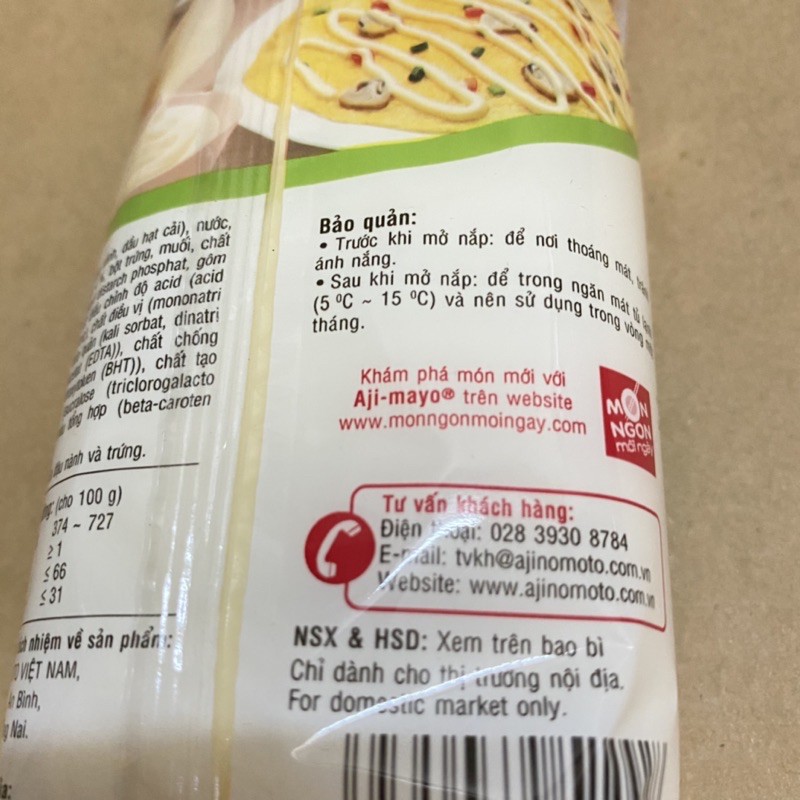 dầu hạt cải), nước,
bột trứng, muối, chất
phosphat, gôm
chỉnh độ acid (acid
chất điều vị (mononatri
(kali sorbat, dinatri
(EDTA)), chất chống
(BHT)), chất tạo
(triclorogalacto
tổng hợp (beta-caroten
nành và trứng.
(cho 100 g)
374 ~ 727
≥ 1
≤ 66
≤ 31
nhiệm về sản phẩm:
VIỆT NAM,
Bình,
Nai.
Bảo quản:
• Trước khi mở nắp: để nơi thoáng mát,
ánh nắng.
• Sau khi mở nắp: để trong ngăn mát tủ
(5 ºC ~ 15 ºC) và nên sử dụng trong vòng
tháng.
Khám phá món mới với
Aji-mayo® trên website
www.monngonmoingay.com
MÓN
NGON
mỗi ngày
Tư vấn khách hàng:
Điện thoại: 028 3930 8784
E-mail: tvkh@ajinomoto.com.vn
Website: www.ajinomoto.com.vn
NSX & HSD: Xem trên bao bì
Chỉ dành cho thị trường nội địa.
For domestic market only.